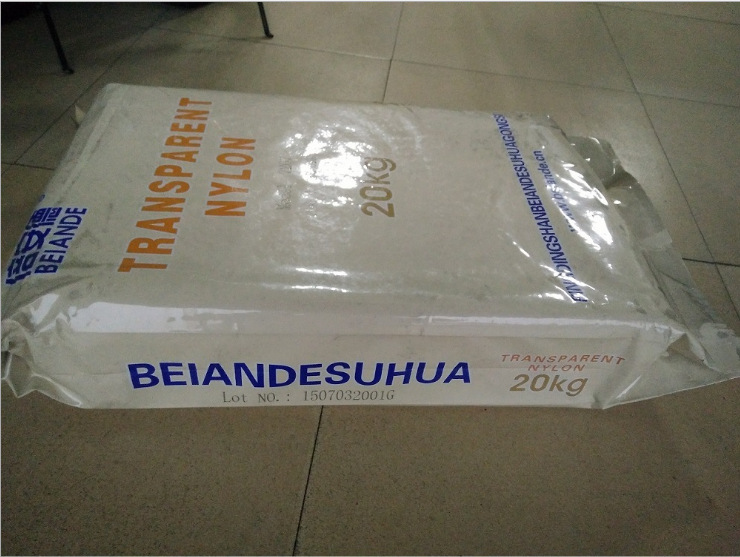 倍安德
BEIANDE
TRANSPARENT
NYLON
20kg
BEIANDESUHUA
Lot NO.: 1507032001G
TRANSPARENT
NYLON
20kg